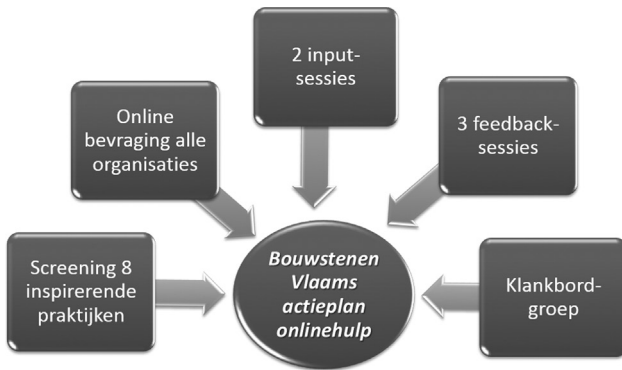 2 input-
sessies
Online
bevraging alle
organisaties
3 feedback-
sessies
Screening 8
inspirerende
praktijken
Bouwstenen
Vlaams
actieplan
onlinehulp
Klankbord-
groep